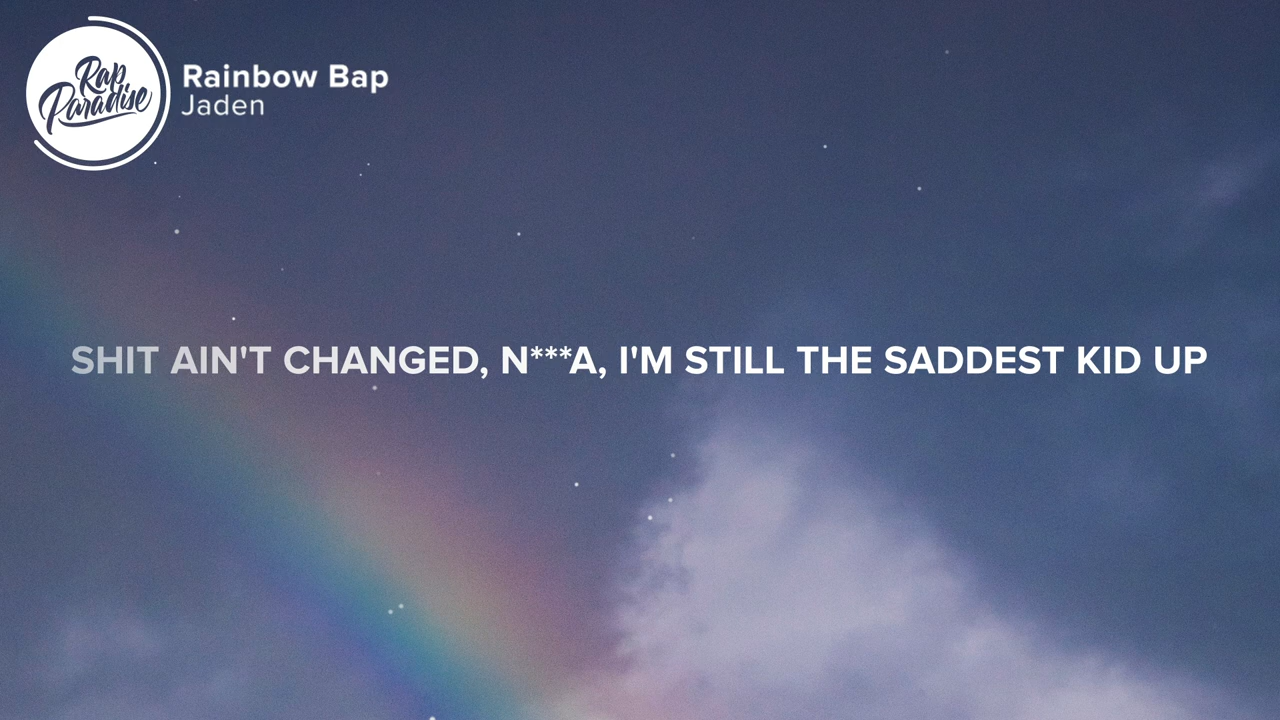 Rap
Paradise
Rainbow Bap
Jaden
SHIT AIN'T CHANGED, N***A, I'M STILL THE SADDEST KID UP